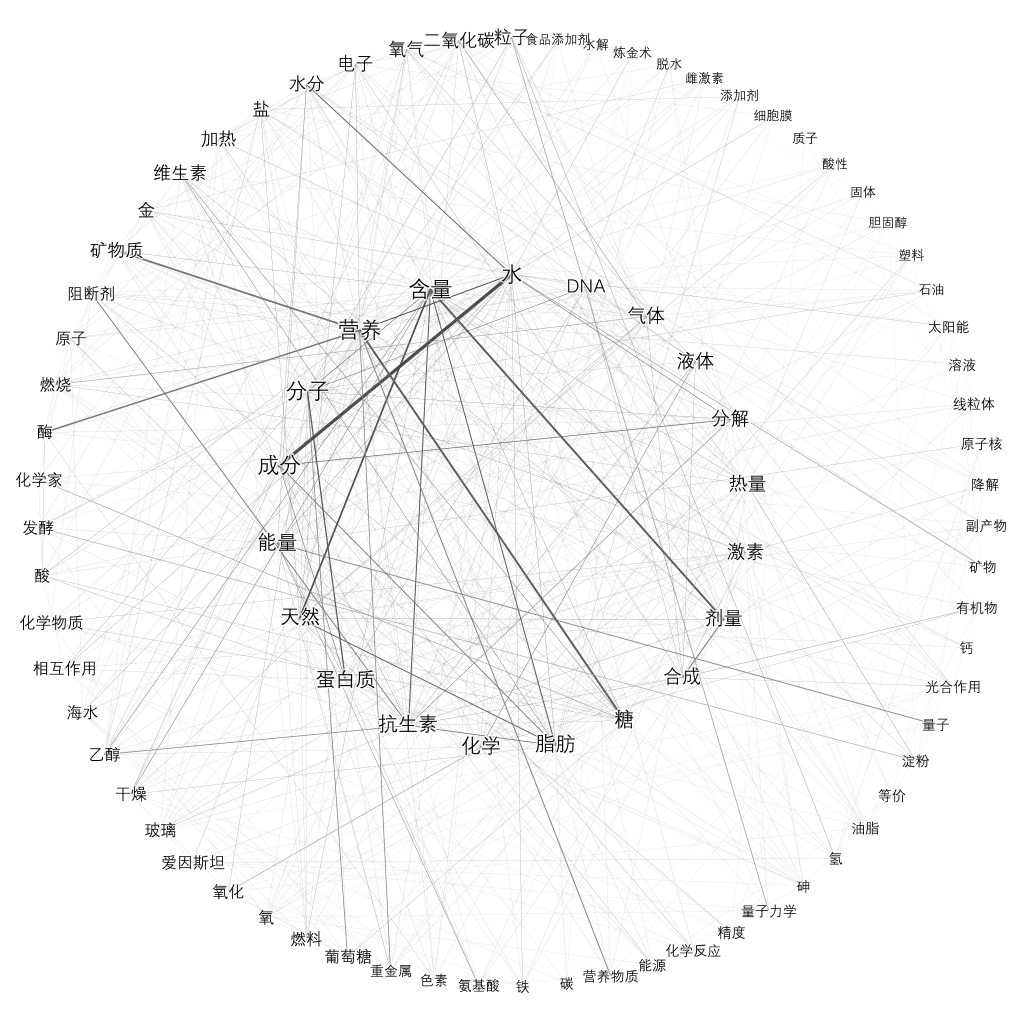 二氧化碳
粒子
食品添加剂
水解
炼金术
脱水
雌激素
添加剂
细胞膜
质子
酸性
固体
胆固醇
塑料
石油
太阳能
溶液
线粒体
原子核
降解
副产物
矿物
有机物
钙
光合作用
量子
淀粉
等价
油脂
氢
砷
量子力学
精度
化学反应
能源
营养物质
碳
铁
氨基酸
色素
重金属
葡萄糖
燃料
氧
氧化
爱因斯坦
玻璃
干燥
乙醇
海水
相互作用
化学物质
酸
发酵
化学家
酶
燃烧
原子
阻断剂
矿物质
金
维生素
加热
盐
水分
电子
氧气
水
DNA
气体
液体
分解
热量
激素
剂量
合成
糖
脂肪
化学
抗生素
蛋白质
天然
能量
成分
分子
营养
含量